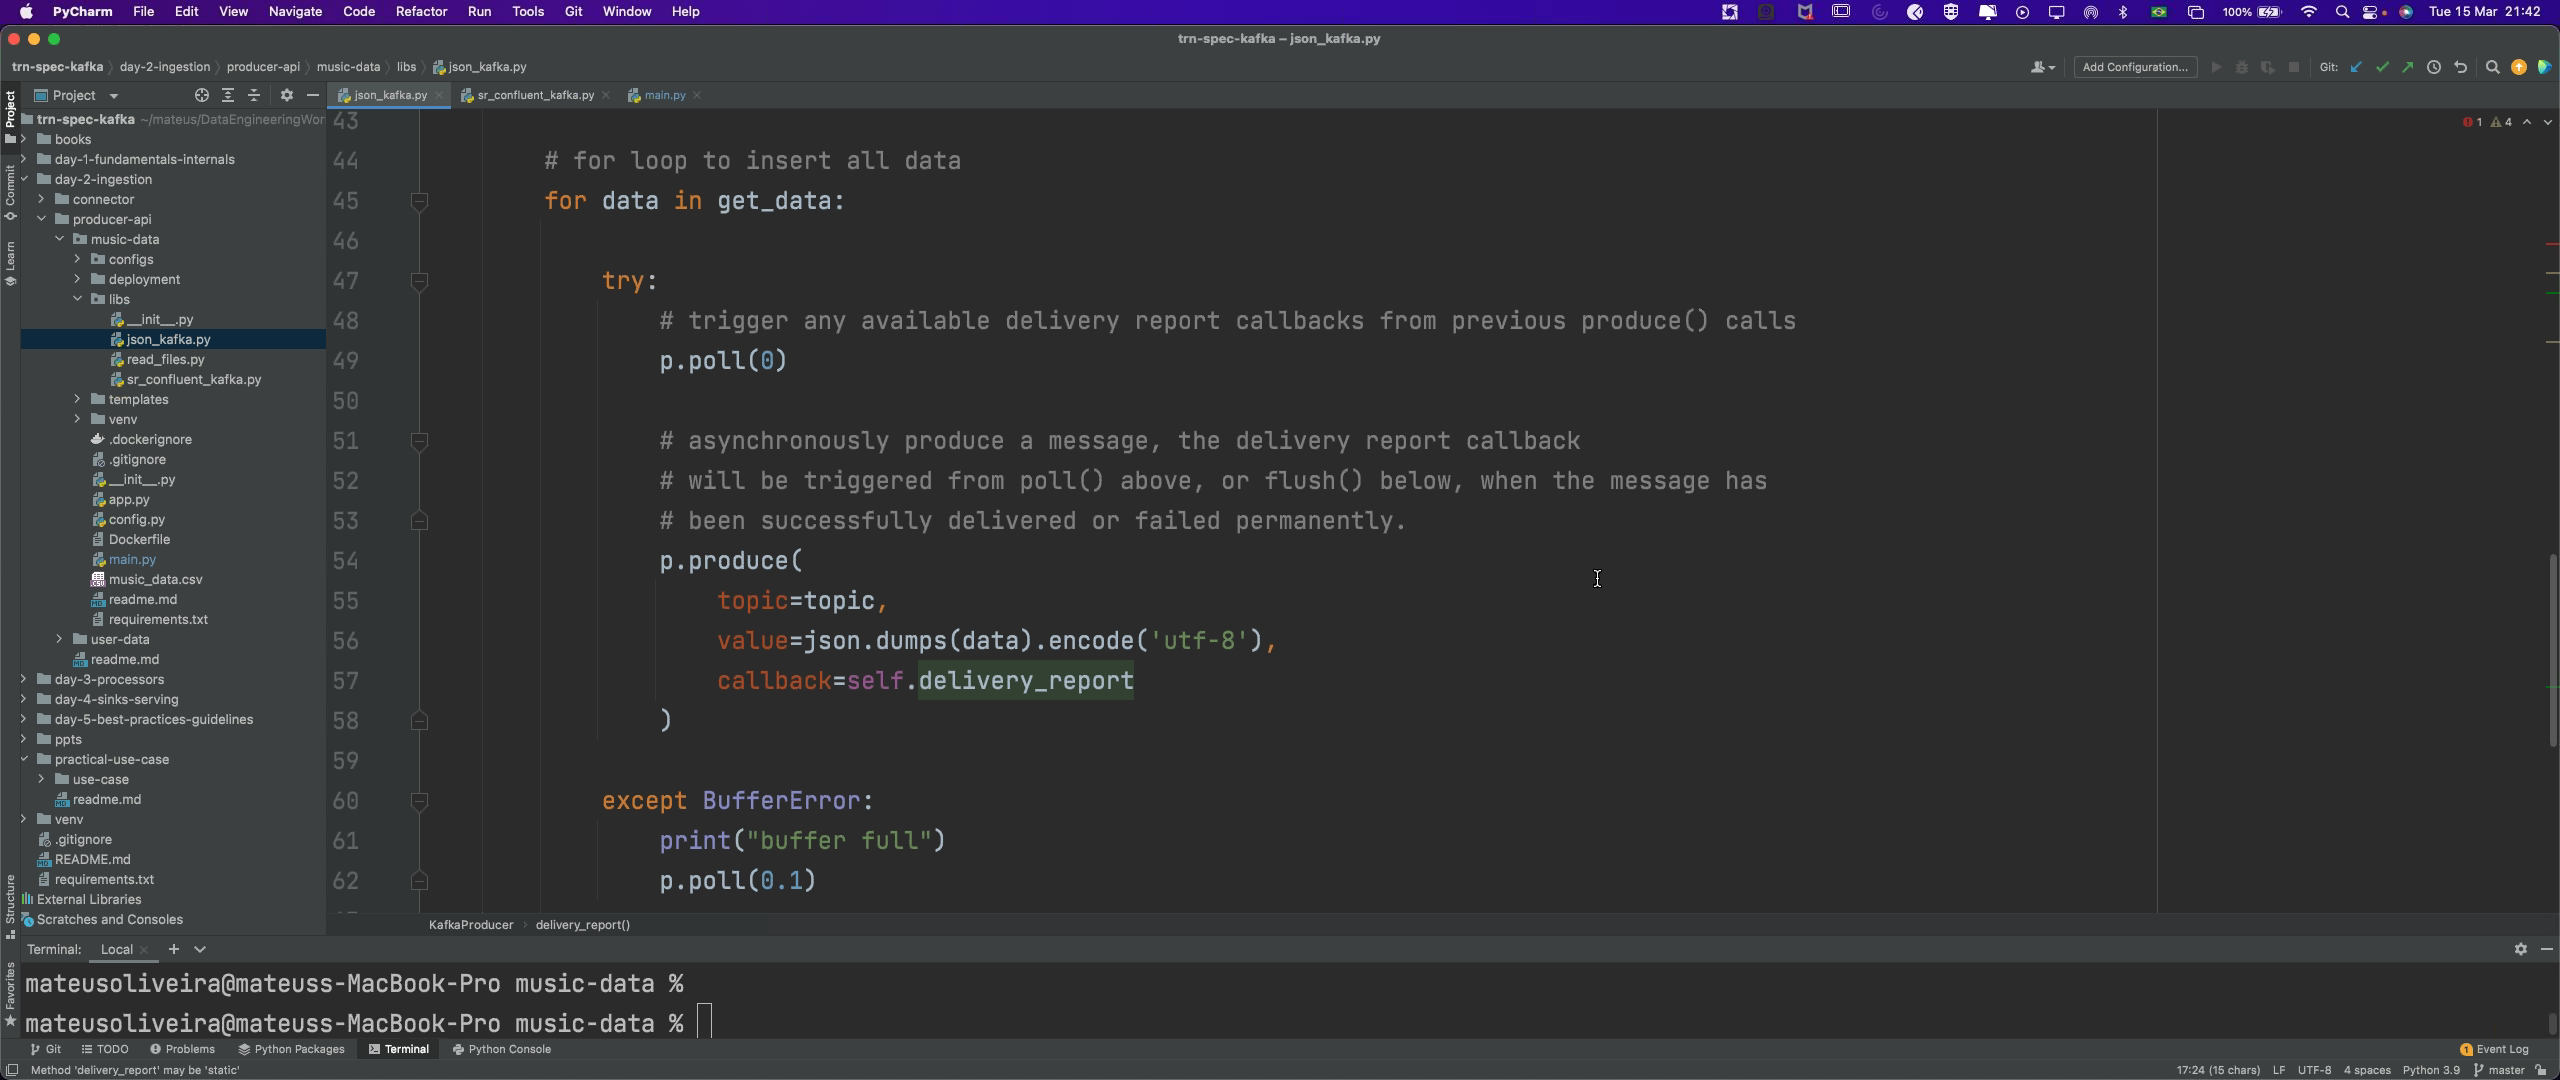 PyCharm File Edit View Navigate Code Refactor Run Tools Git Window Help 100% Tue 15 Mar 21:42
trn-spec-kafka – json_kafka.py
trn-spec-kafka day-2-ingestion producer-api music-data libs json_kafka.py Add Configuration... Git:
Project json_kafka.py sr_confluent_kafka.py main.py
Project
Commit
Learn
Structure
Favorites
trn-spec-kafka ~/mateus/DataEngineeringWor
books
day-1-fundamentals-internals
day-2-ingestion
connector
producer-api
music-data
configs
deployment
libs
__init__.py
json_kafka.py
read_files.py
sr_confluent_kafka.py
templates
venv
.dockerignore
.gitignore
__init__.py
app.py
config.py
Dockerfile
main.py
music_data.csv
readme.md
requirements.txt
user-data
readme.md
day-3-processors
day-4-sinks-serving
day-5-best-practices-guidelines
ppts
practical-use-case
use-case
readme.md
venv
.gitignore
README.md
requirements.txt
External Libraries
Scratches and Consoles
1 4
43
44 # for loop to insert all data
45 for data in get_data:
46
47 try:
48 # trigger any available delivery report callbacks from previous produce() calls
49 p.poll(0)
50
51 # asynchronously produce a message, the delivery report callback
52 # will be triggered from poll() above, or flush() below, when the message has
53 # been successfully delivered or failed permanently.
54 p.produce(
55 topic=topic,
56 value=json.dumps(data).encode('utf-8'),
57 callback=self.delivery_report
58 )
59
60 except BufferError:
61 print("buffer full")
62 p.poll(0.1)
KafkaProducer delivery_report()
Terminal: Local
mateusoliveira@mateuss-MacBook-Pro music-data %
mateusoliveira@mateuss-MacBook-Pro music-data %
Git TODO Problems Python Packages Terminal Python Console 1 Event Log
Method 'delivery_report' may be 'static' 17:24 (15 chars) LF UTF-8 4 spaces Python 3.9 master